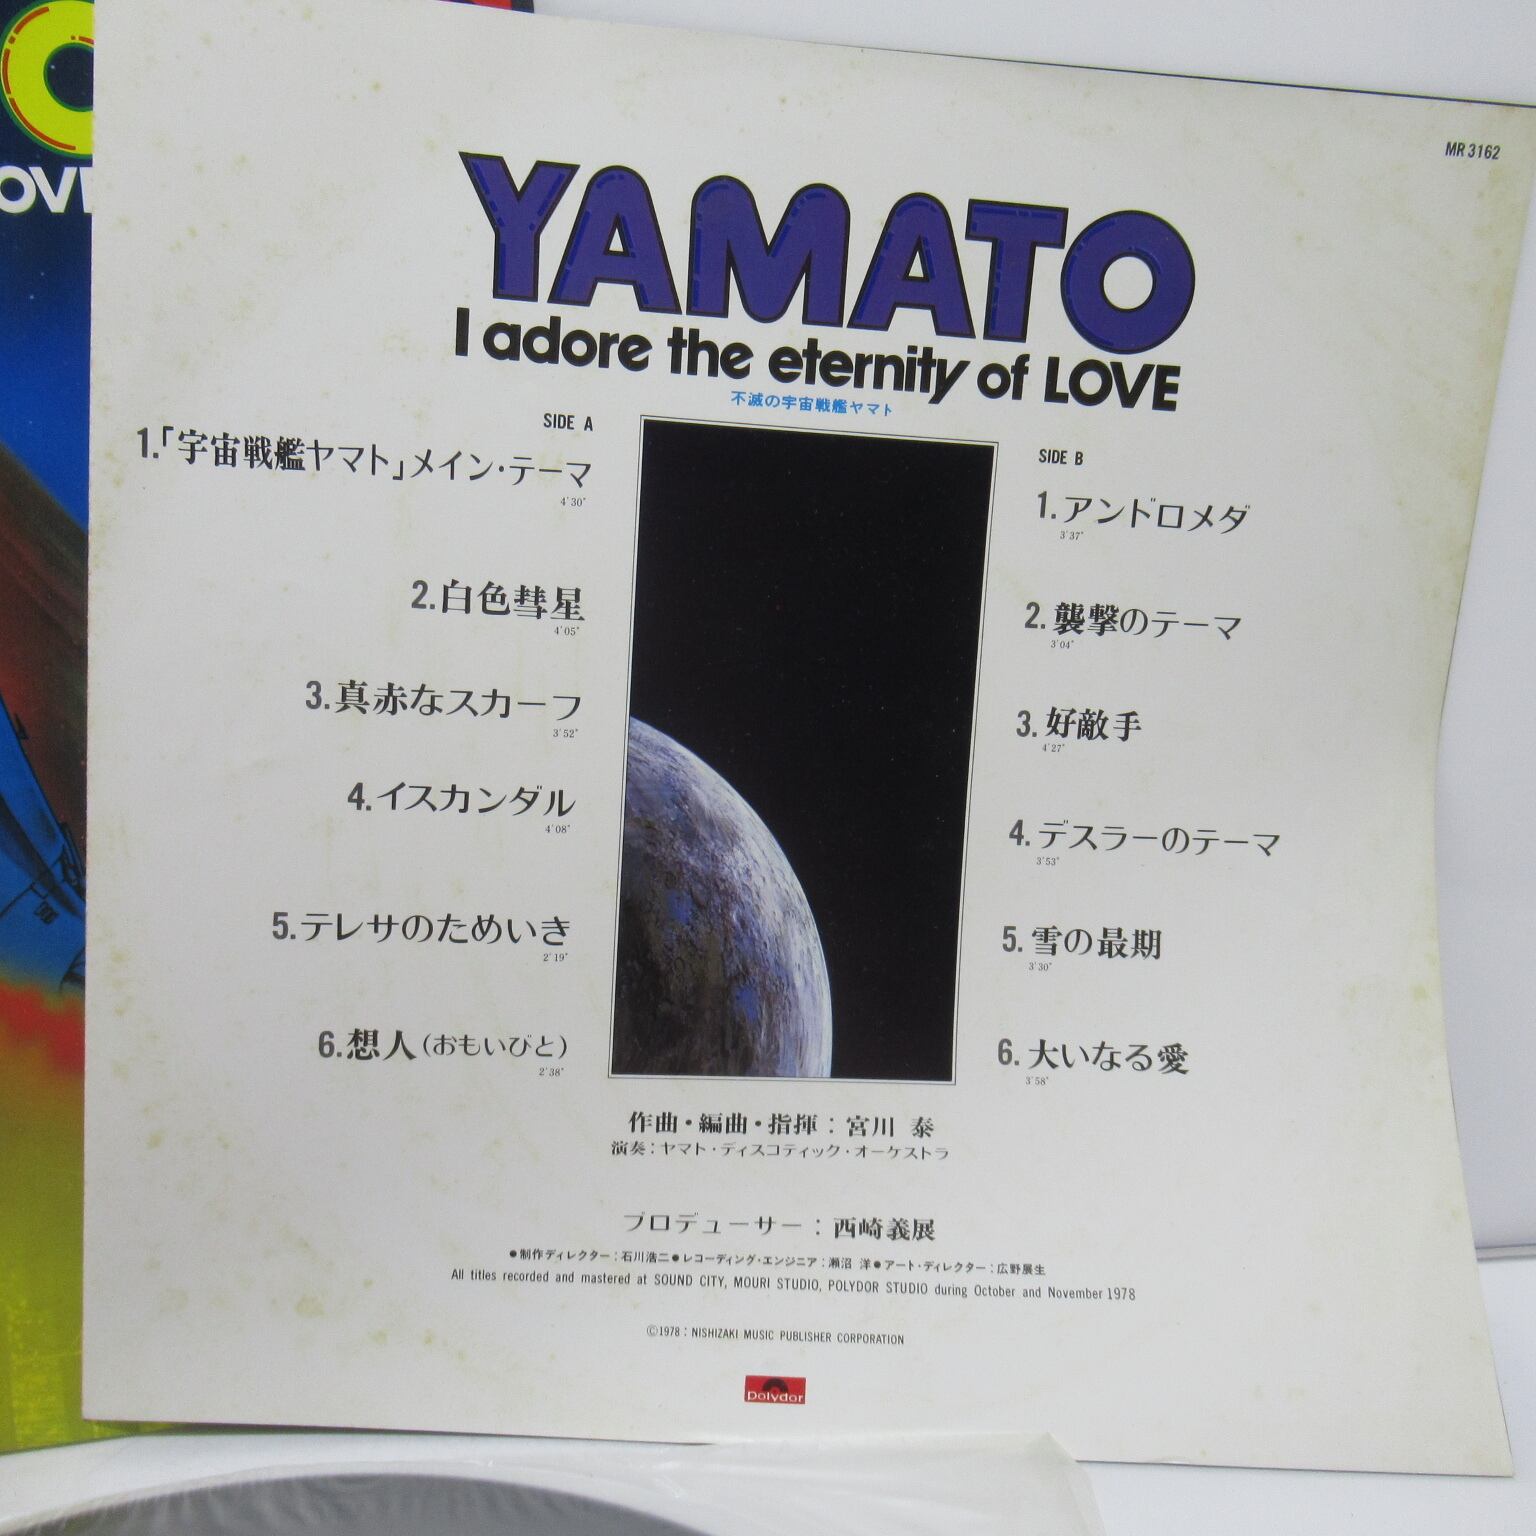 MR 3162
YAMATO
I adore the eternity of LOVE
不滅の宇宙戦艦ヤマト
SIDE A
1.「宇宙戦艦ヤマト」メイン・テーマ
4'30"
2.白色彗星
4'05"
3.真赤なスカーフ
3'52"
4.イスカンダル
4'08"
5.テレサのためいき
2'19"
6.想人(おもいびと)
2'38"
SIDE B
1.アンドロメダ
3'37"
2.襲撃のテーマ
3'04"
3.好敵手
4'27"
4.デスラーのテーマ
3'53"
5.雪の最期
3'30"
6.大いなる愛
3'58"
作曲・編曲・指揮:宮川 泰
演奏:ヤマト・ディスコティック・オーケストラ
プロデューサー:西崎義展
●制作ディレクター:石川浩二●レコーディング・エンジニア:瀬沼 洋●アート・ディレクター:広野展生
All titles recorded and mastered at SOUND CITY, MOURI STUDIO, POLYDOR STUDIO during October and November 1978
©1978:NISHIZAKI MUSIC PUBLISHER CORPORATION
polydor
O
OVE